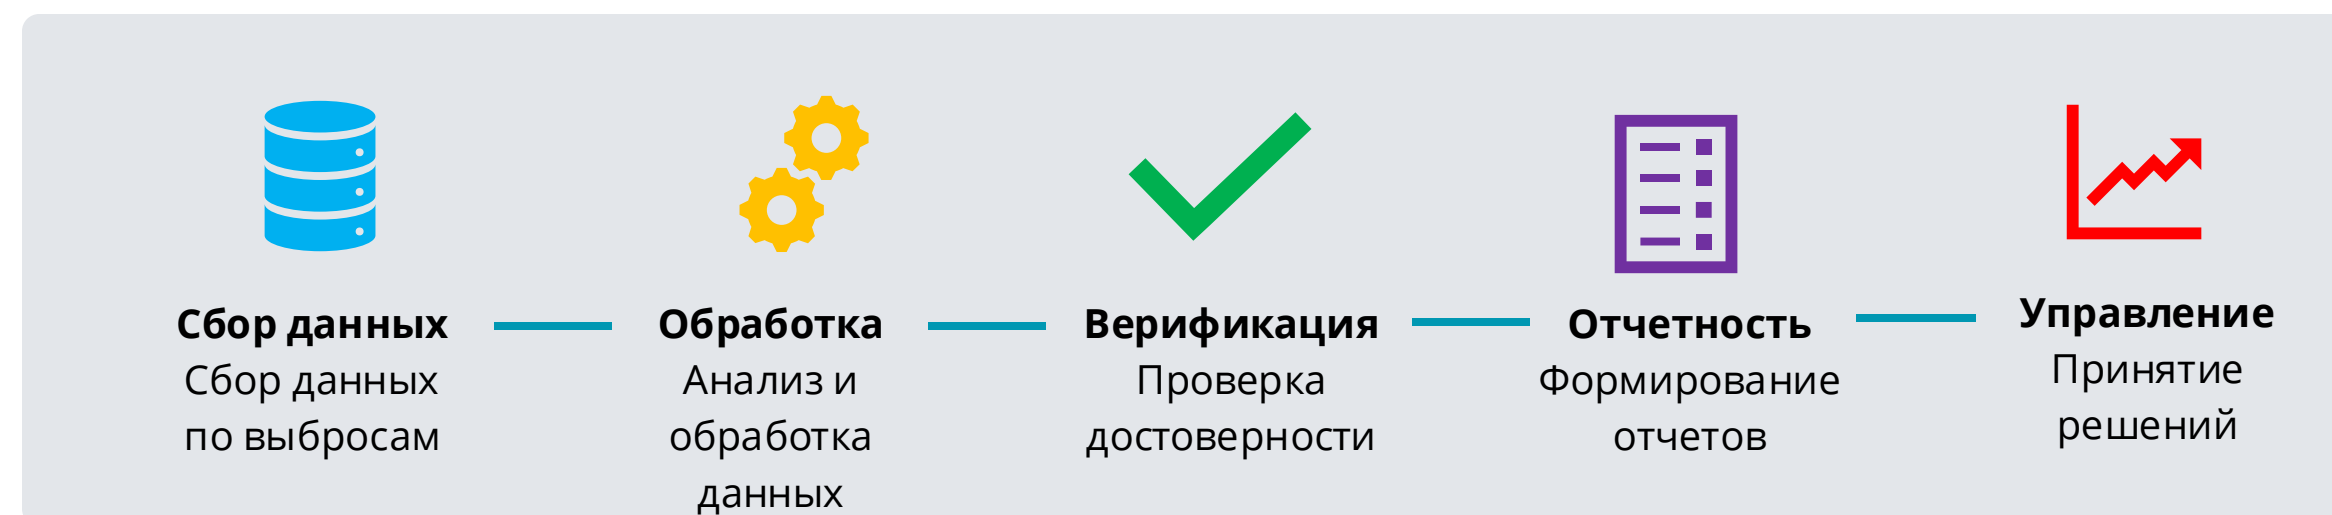 Сбор данных
Сбор данных
по выбросам
Обработка
Анализ и
обработка
данных
Верификация
Проверка
достоверности
Отчетность
Формирование
отчетов
Управление
Принятие
решений